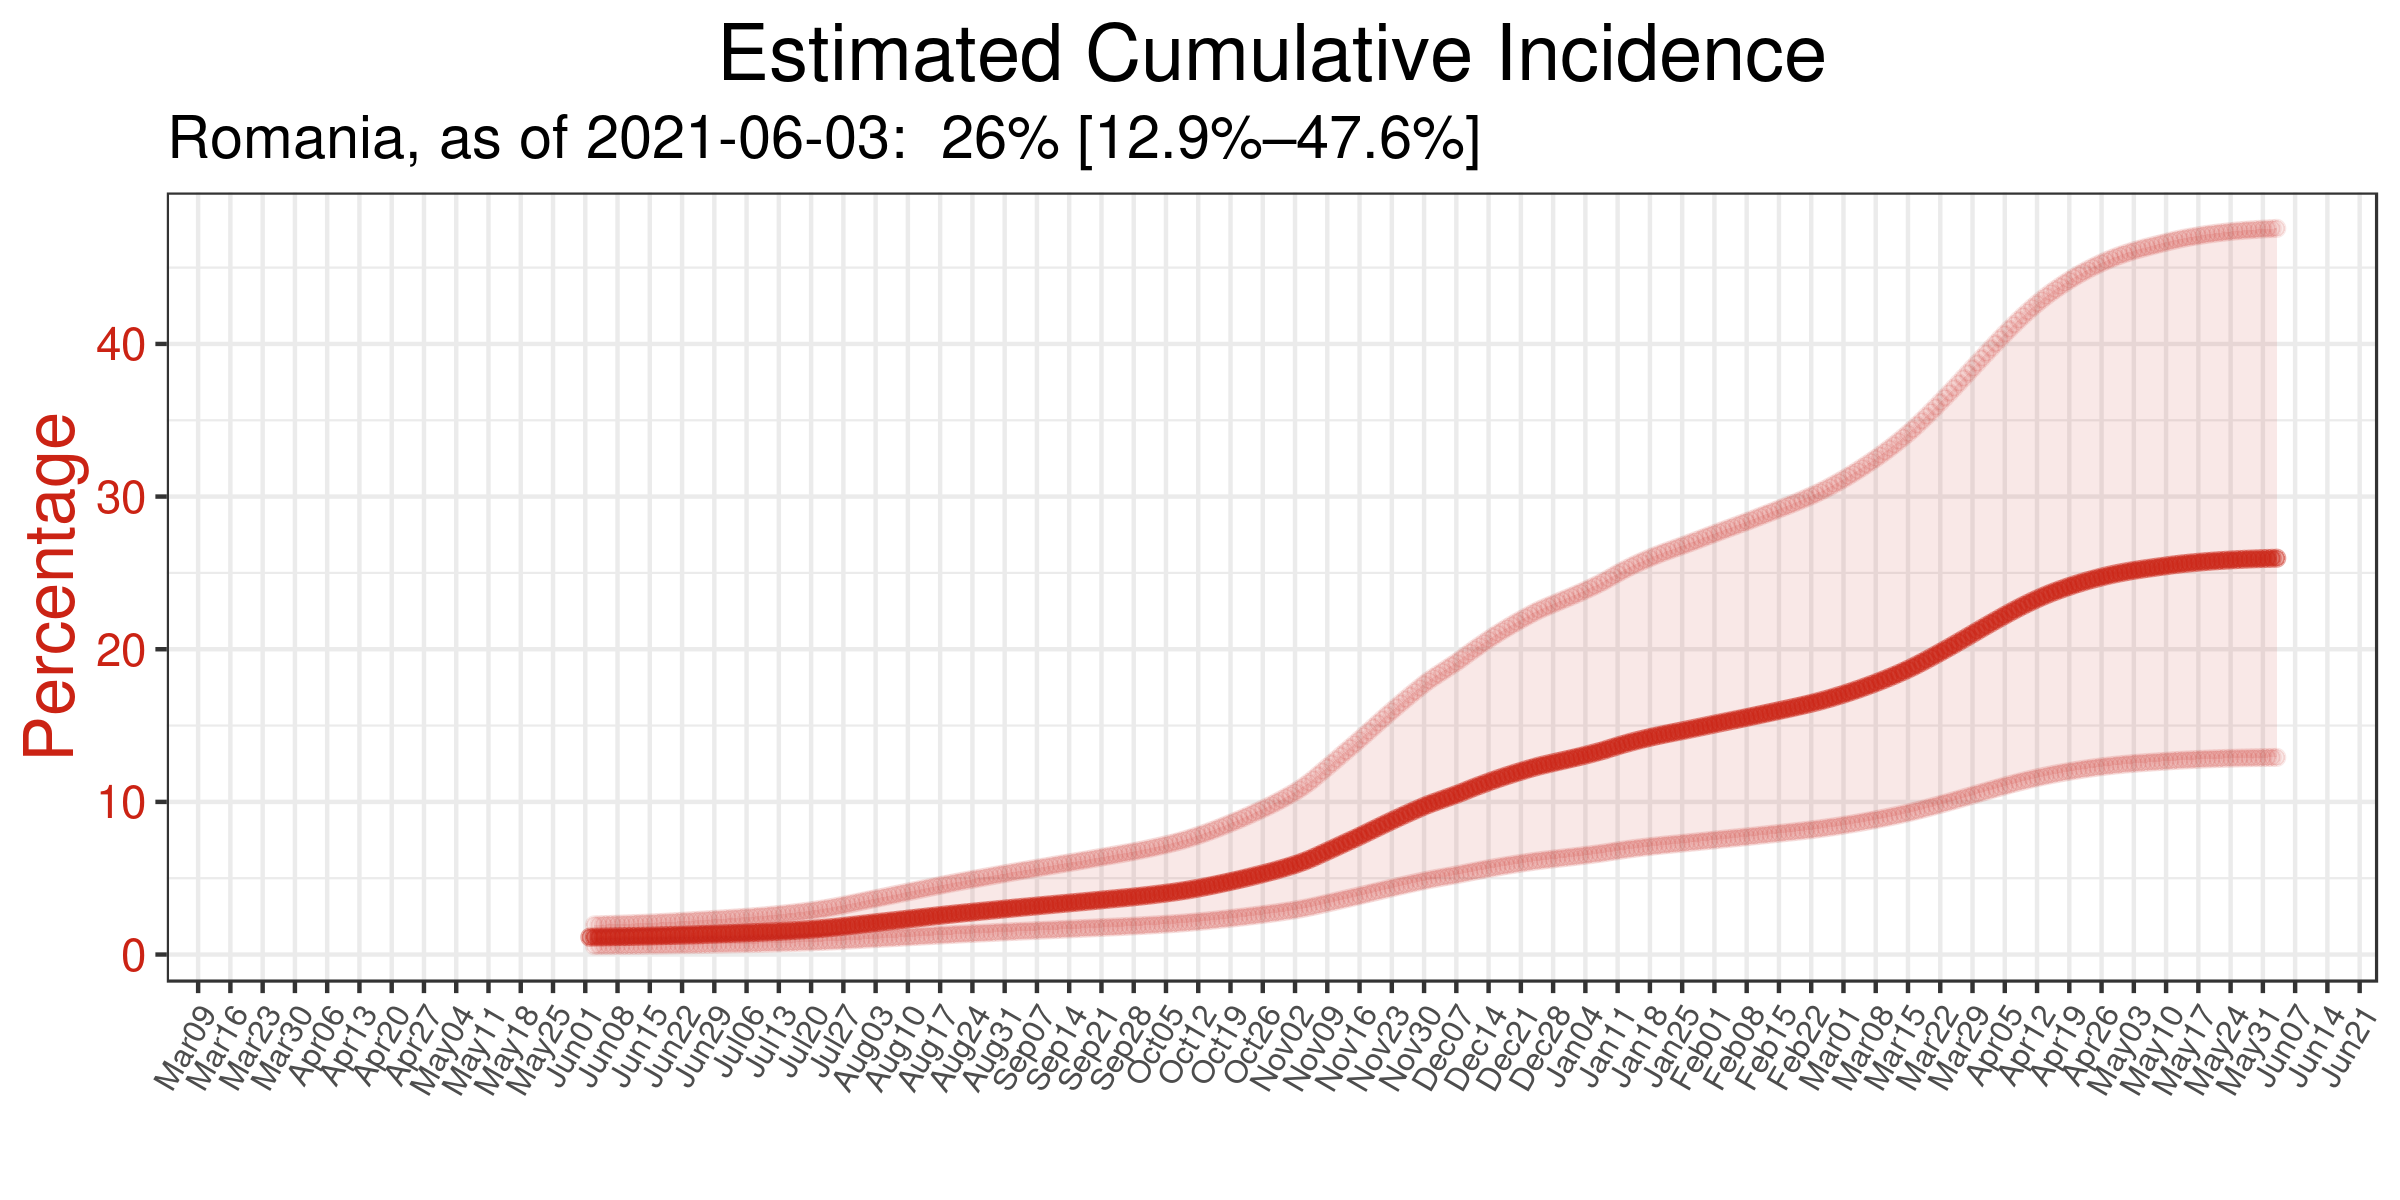 Estimated Cumulative Incidence
Romania, as of 2021-06-03:  26% [12.9%–47.6%]
Percentage
40
30
20
10
0
Mar09 Mar16 Mar23 Mar30 Apr06 Apr13 Apr20 Apr27 May04 May11 May18 May25 Jun01 Jun08 Jun15 Jun22 Jun29 Jul06 Jul13 Jul20 Jul27 Aug03 Aug10 Aug17 Aug24 Aug31 Sep07 Sep14 Sep21 Sep28 Oct05 Oct12 Oct19 Oct26 Nov02 Nov09 Nov16 Nov23 Nov30 Dec07 Dec14 Dec21 Dec28 Jan04 Jan11 Jan18 Jan25 Feb01 Feb08 Feb15 Feb22 Mar01 Mar08 Mar15 Mar22 Mar29 Apr05 Apr12 Apr19 Apr26 May03 May10 May17 May24 May31 Jun07 Jun14 Jun21